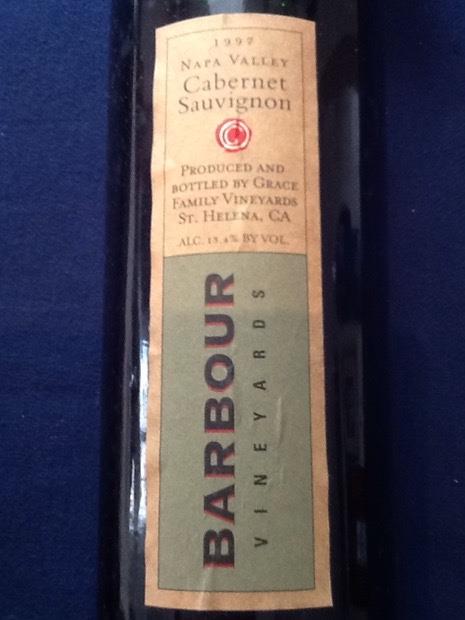 1997
NAPA VALLEY
Cabernet
Sauvignon
PRODUCED AND
BOTTLED BY GRACE
FAMILY VINEYARDS
ST. HELENA, CA
ALC. 13.4% BY VOL.
BARBOUR
VINEYARDS